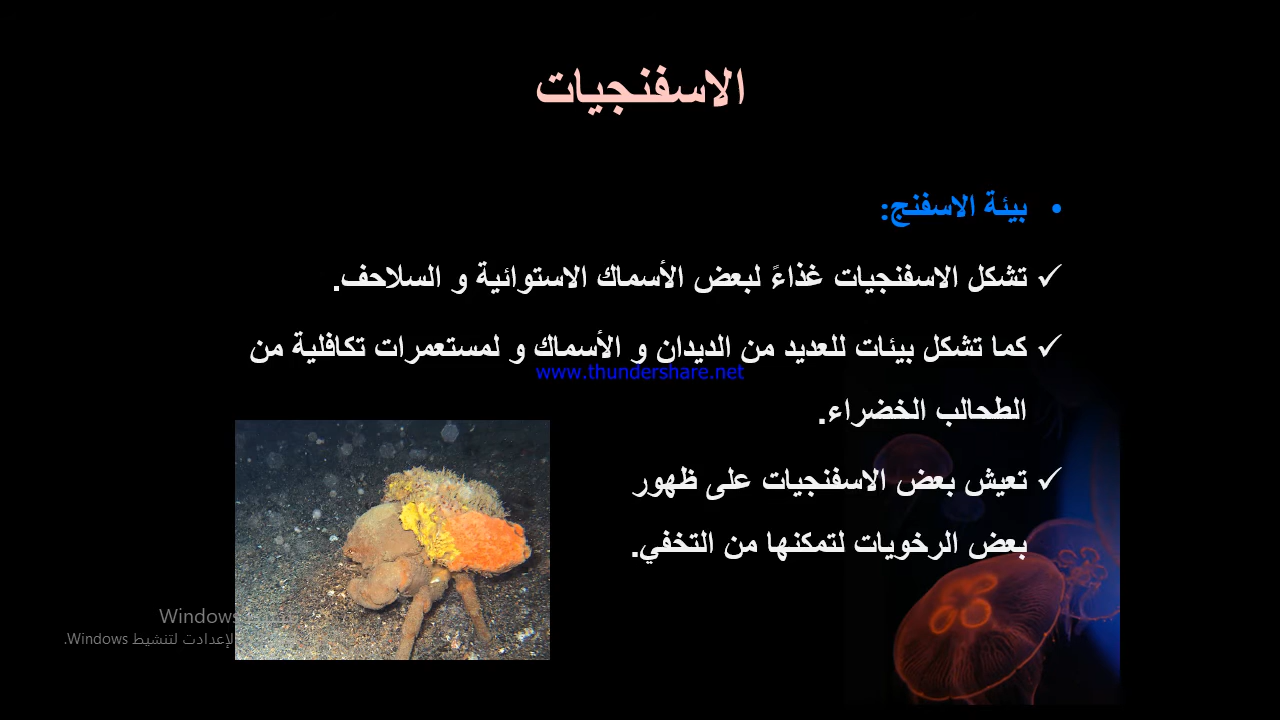 الاسفنجيات
• بيئة الاسفنج:
✓ تشكل الاسفنجيات غذاءً لبعض الأسماك الاستوائية و السلاحف.
✓ كما تشكل بيئات للعديد من الديدان و الأسماك و لمستعمرات تكافلية من
www.thundershare.net
الطحالب الخضراء.
✓ تعيش بعض الاسفنجيات على ظهور
بعض الرخويات لتمكنها من التخفي.
Windows
لإعدادت لتنشيط Windows.